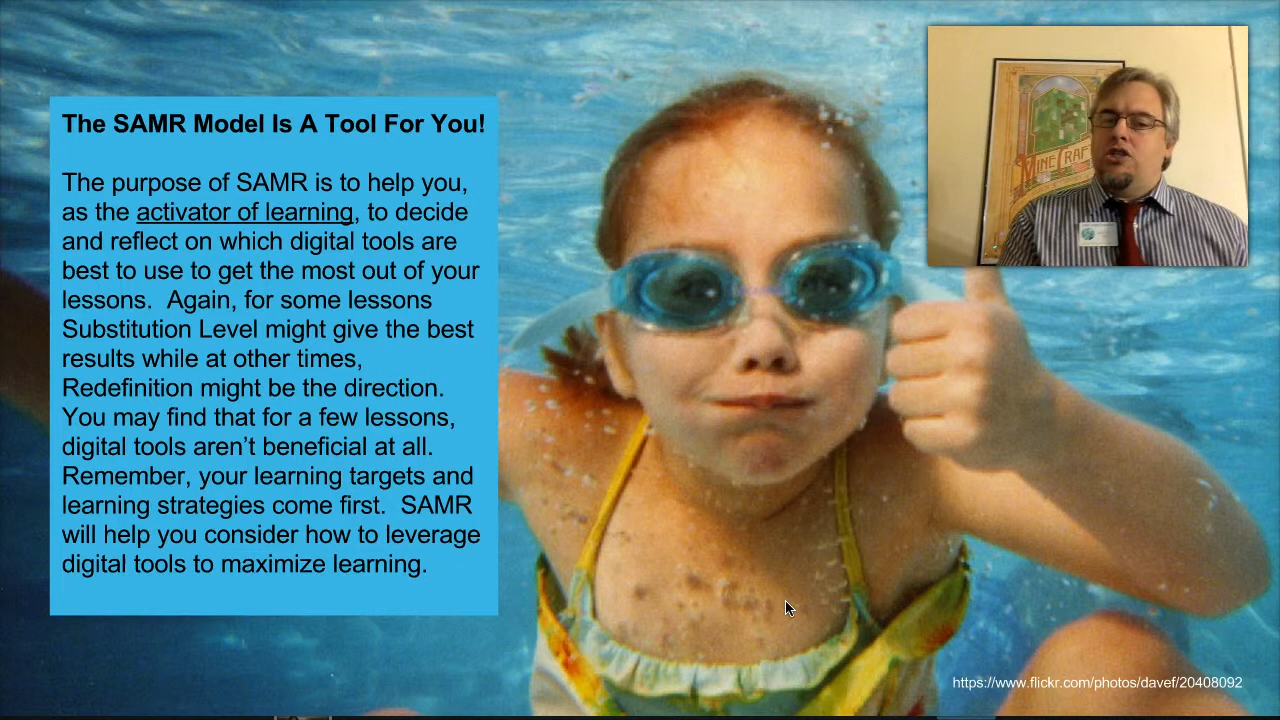 The SAMR Model Is A Tool For You!
The purpose of SAMR is to help you,
as the activator of learning, to decide
and reflect on which digital tools are
best to use to get the most out of your
lessons.  Again, for some lessons
Substitution Level might give the best
results while at other times,
Redefinition might be the direction.
You may find that for a few lessons,
digital tools aren't beneficial at all.
Remember, your learning targets and
learning strategies come first.  SAMR
will help you consider how to leverage
digital tools to maximize learning.
MINECRAF
https://www.flickr.com/photos/davef/20408092